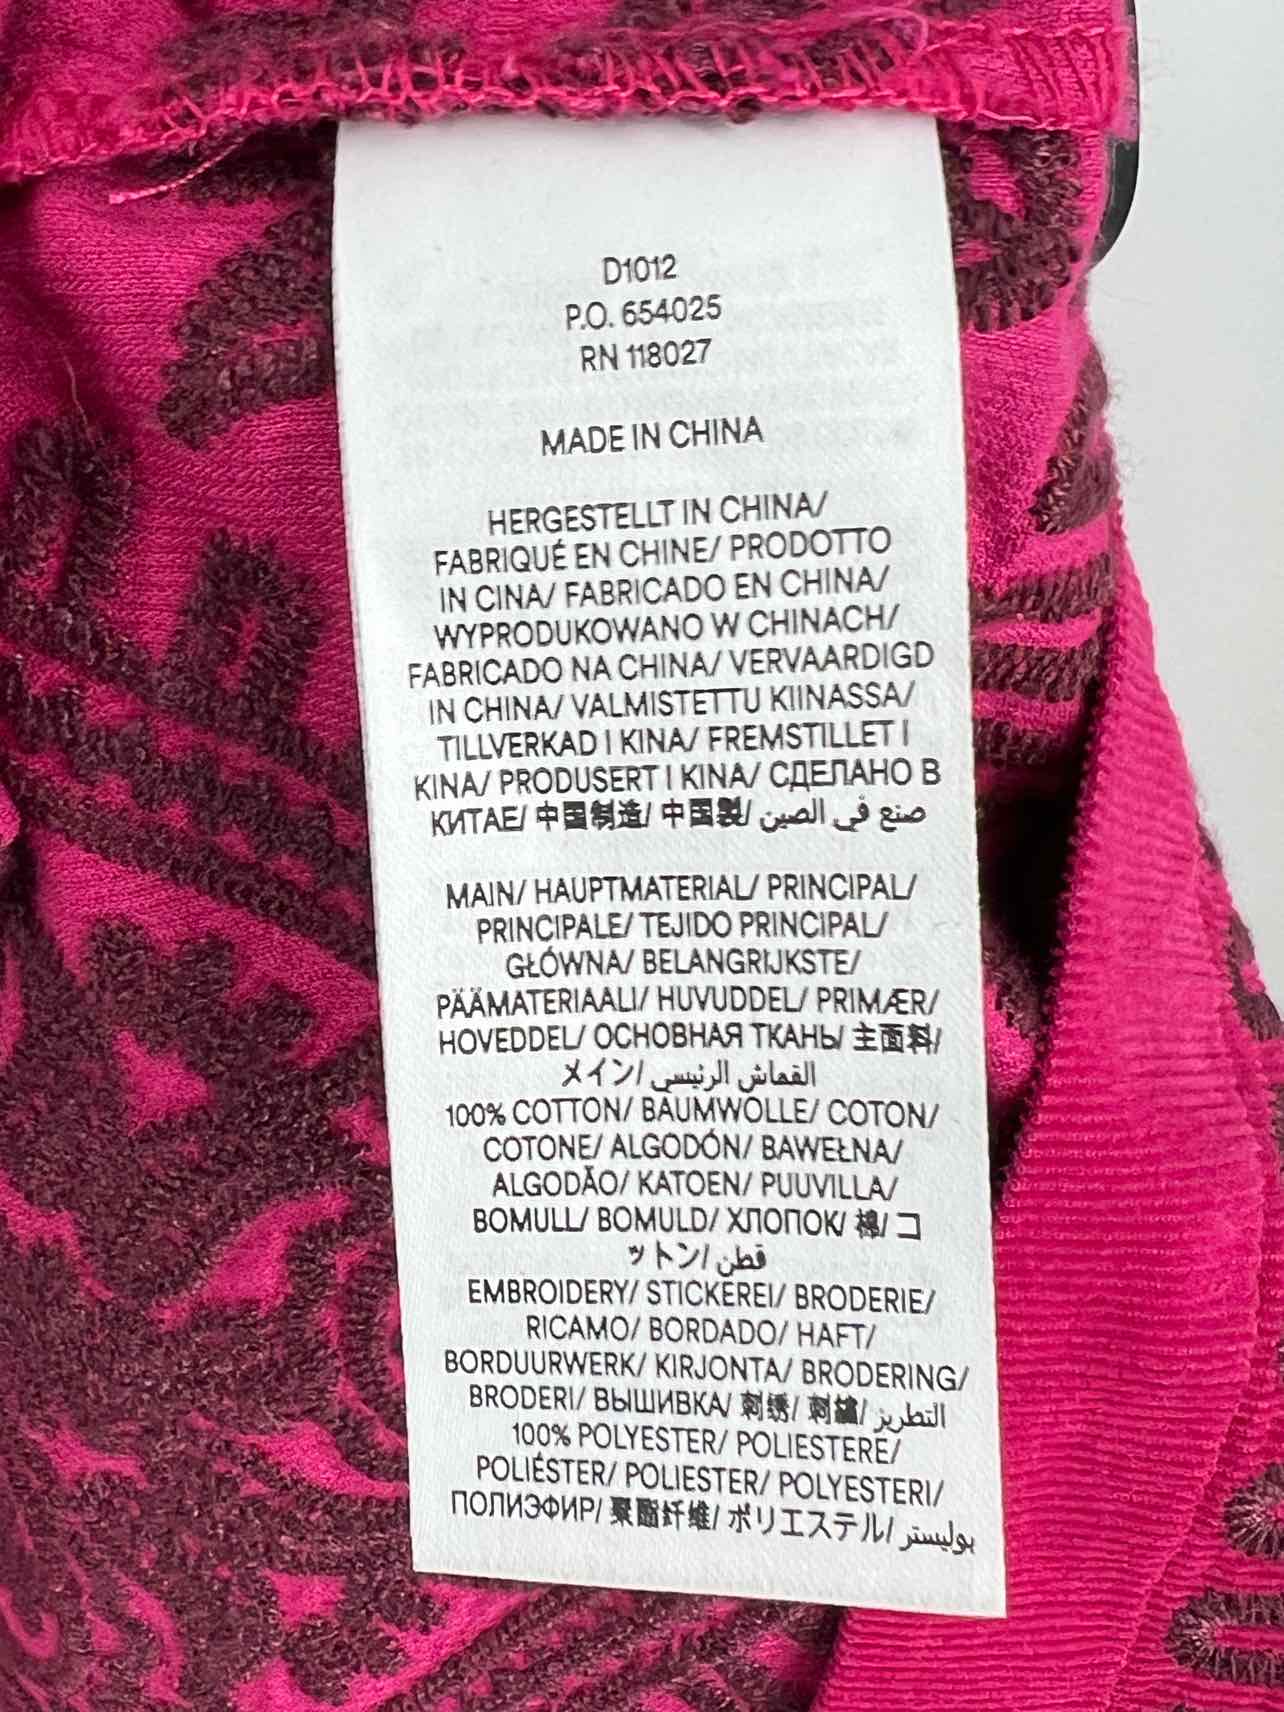 D1012
P.O. 654025
RN 118027
MADE IN CHINA
HERGESTELLT IN CHINA/
FABRIQUÉ EN CHINE/ PRODOTTO
IN CINA/ FABRICADO EN CHINA/
WYPRODUKOWANO W CHINACH/
FABRICADO NA CHINA/ VERVAARDIGD
IN CHINA/ VALMISTETTU KIINASSA/
TILLVERKAD I KINA/ FREMSTILLET I
KINA/ PRODUSERT I KINA/ СДЕЛАНО В
КИТАЕ/ 中国制造/ 中国製/ صنع في الصين
MAIN/ HAUPTMATERIAL/ PRINCIPAL/
PRINCIPALE/ TEJIDO PRINCIPAL/
GŁÓWNA/ BELANGRIJKSTE/
PÄÄMATERIAALI/ HUVUDDEL/ PRIMÆR/
HOVEDDEL/ ОСНОВНАЯ ТКАНЬ/ 主面料/
メイン/ القماش الرئيسي
100% COTTON/ BAUMWOLLE/ COTON/
COTONE/ ALGODÓN/ BAWEŁNA/
ALGODÃO/ KATOEN/ PUUVILLA/
BOMULL/ BOMULD/ ХЛОПОК/ 棉/ コ
ットン/ قطن
EMBROIDERY/ STICKEREI/ BRODERIE/
RICAMO/ BORDADO/ HAFT/
BORDUURWERK/ KIRJONTA/ BRODERING/
BRODERI/ ВЫШИВКА/ 刺绣/ 刺繍/ التطريز
100% POLYESTER/ POLIESTERE/
POLIÉSTER/ POLIESTER/ POLYESTERI/
ПОЛИЭФИР/ 聚酯纤维/ ポリエステル/ بوليستر